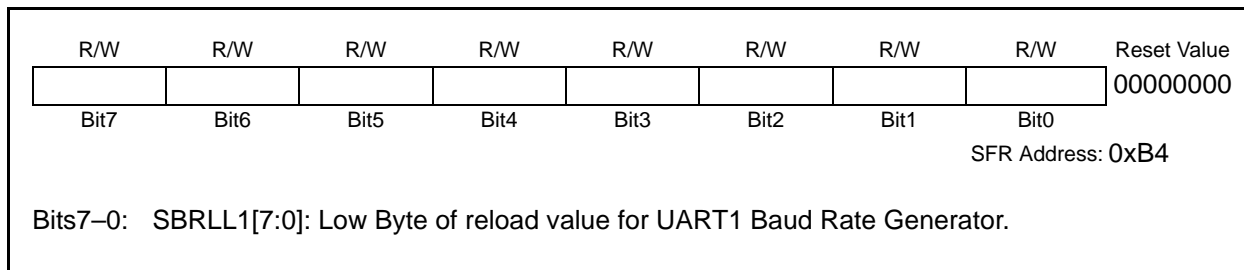 R/W R/W R/W R/W R/W R/W R/W R/W Reset Value
00000000
Bit7 Bit6 Bit5 Bit4 Bit3 Bit2 Bit1 Bit0
SFR Address: 0xB4
Bits7–0: SBRLL1[7:0]: Low Byte of reload value for UART1 Baud Rate Generator.